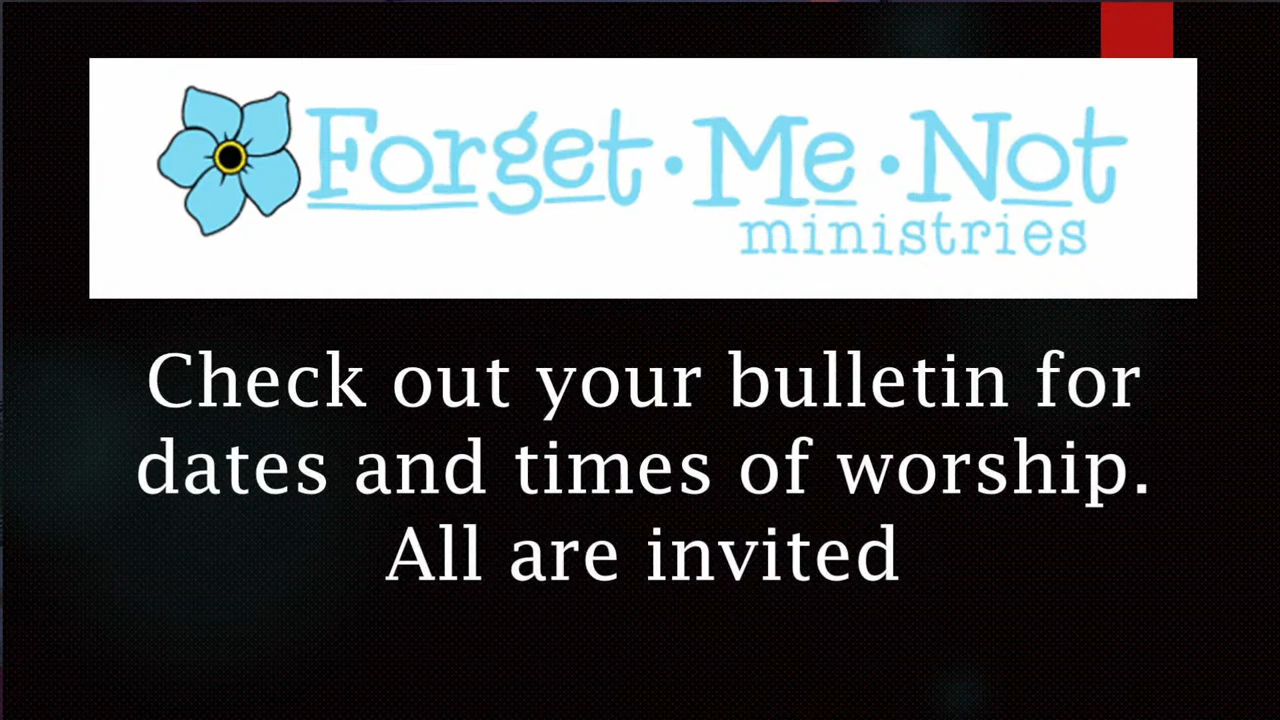 Forget·Me·Not
ministries
Check out your bulletin for
dates and times of worship.
All are invited